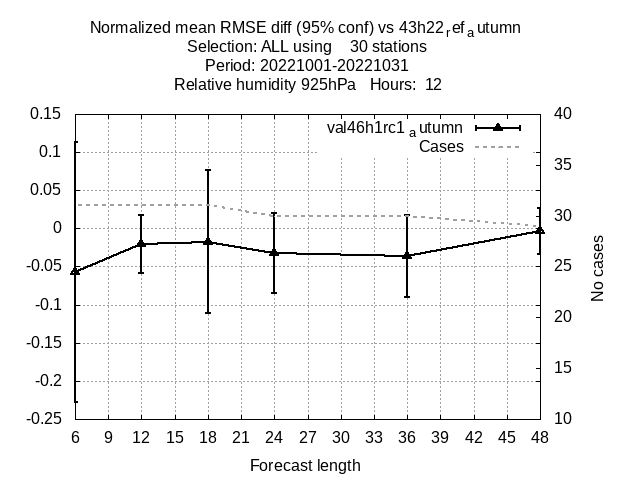 Normalized mean RMSE diff (95% conf) vs 43h22ᵣefₐutumn
Selection: ALL using    30 stations
Period: 20221001-20221031
Relative humidity 925hPa   Hours:  12
val46h1rc1ₐutumn
Cases
0.15
0.1
0.05
0
-0.05
-0.1
-0.15
-0.2
-0.25
40
35
30
25
20
15
10
No cases
6 9 12 15 18 21 24 27 30 33 36 39 42 45 48
Forecast length